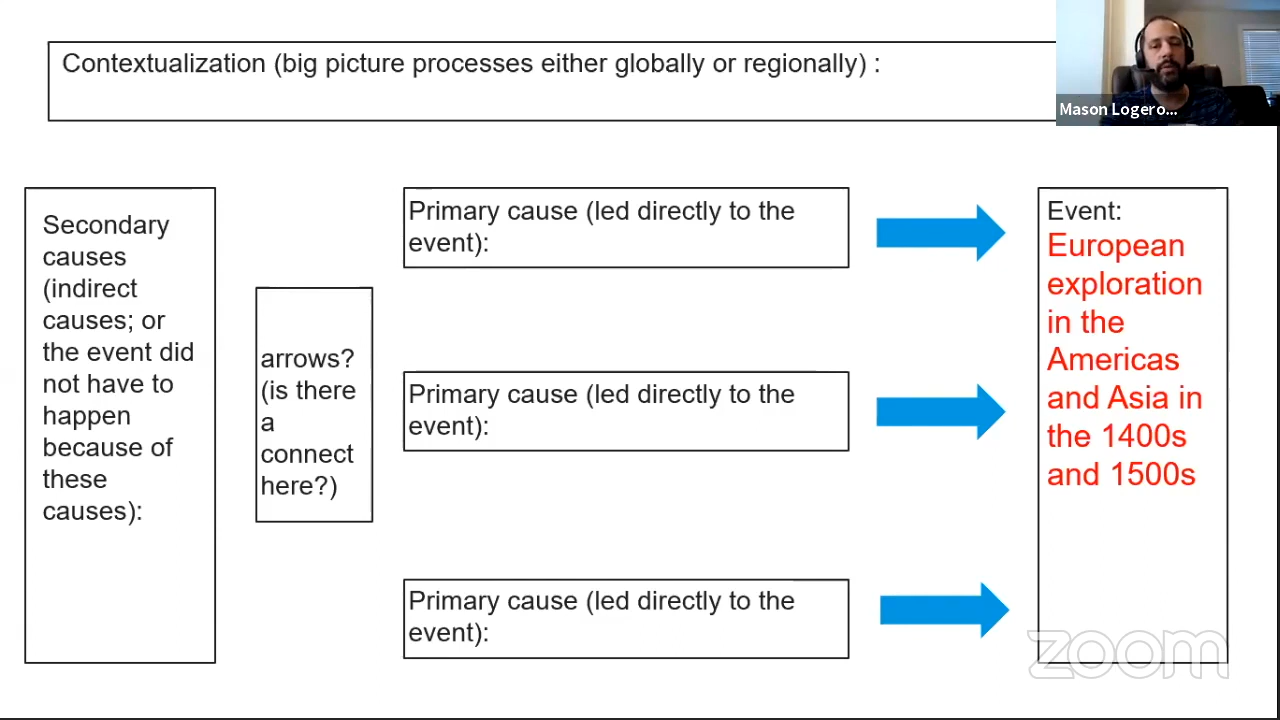 Contextualization (big picture processes either globally or regionally) :
Mason Logero...
Secondary
causes
(indirect
causes; or
the event did
not have to
happen
because of
these
causes):
arrows?
(is there
a
connect
here?)
Primary cause (led directly to the
event):
Primary cause (led directly to the
event):
Primary cause (led directly to the
event):
Event:
European
exploration
in the
Americas
and Asia in
the 1400s
and 1500s
zoom